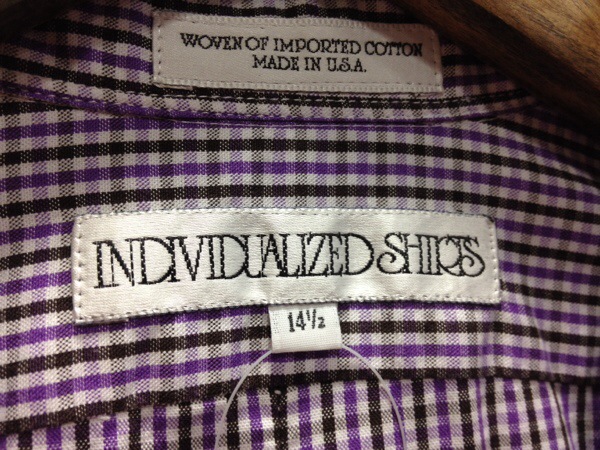 WOVEN OF IMPORTED COTTON
MADE IN U.S.A.
INDIVIDUALIZED SHIRTS
14½